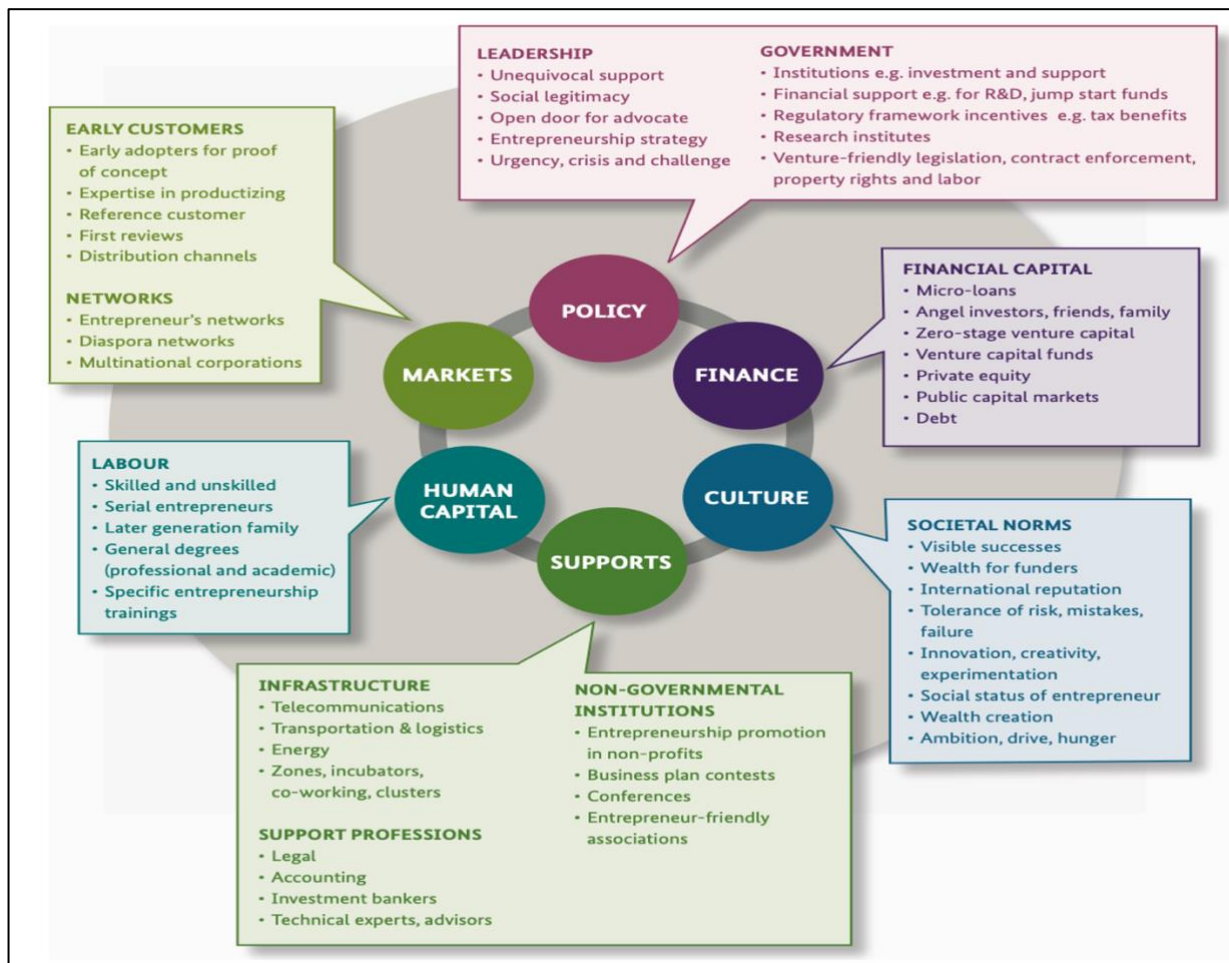 LEADERSHIP
• Unequivocal support
• Social legitimacy
• Open door for advocate
• Entrepreneurship strategy
• Urgency, crisis and challenge
GOVERNMENT
• Institutions e.g. investment and support
• Financial support e.g. for R&D, jump start funds
• Regulatory framework incentives e.g. tax benefits
• Research institutes
• Venture-friendly legislation, contract enforcement,
property rights and labor
EARLY CUSTOMERS
• Early adopters for proof
of concept
• Expertise in productizing
• Reference customer
• First reviews
• Distribution channels
NETWORKS
• Entrepreneur's networks
• Diaspora networks
• Multinational corporations
FINANCIAL CAPITAL
• Micro-loans
• Angel investors, friends, family
• Zero-stage venture capital
• Venture capital funds
• Private equity
• Public capital markets
• Debt
POLICY
MARKETS
FINANCE
HUMAN
CAPITAL
CULTURE
SUPPORTS
LABOUR
• Skilled and unskilled
• Serial entrepreneurs
• Later generation family
• General degrees
(professional and academic)
• Specific entrepreneurship
trainings
SOCIETAL NORMS
• Visible successes
• Wealth for funders
• International reputation
• Tolerance of risk, mistakes,
failure
• Innovation, creativity,
experimentation
• Social status of entrepreneur
• Wealth creation
• Ambition, drive, hunger
INFRASTRUCTURE
• Telecommunications
• Transportation & logistics
• Energy
• Zones, incubators,
co-working, clusters
SUPPORT PROFESSIONS
• Legal
• Accounting
• Investment bankers
• Technical experts, advisors
NON-GOVERNMENTAL
INSTITUTIONS
• Entrepreneurship promotion
in non-profits
• Business plan contests
• Conferences
• Entrepreneur-friendly
associations